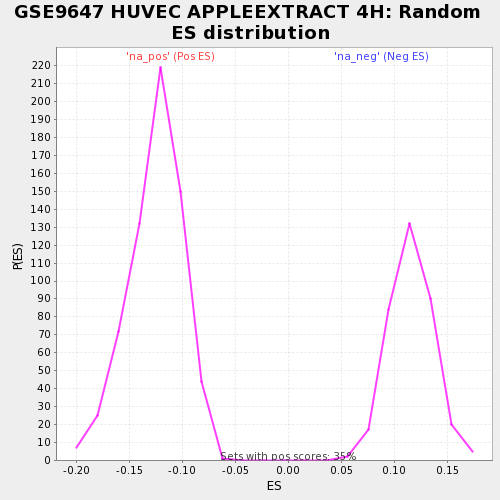 GSE9647 HUVEC APPLEEXTRACT 4H: Random
ES distribution
'na_pos' (Pos ES)
'na_neg' (Neg ES)
220
210
200
190
180
170
160
150
140
130
120
110
100
90
80
70
60
50
40
30
20
10
0
P(ES)
Sets with pos scores: 35%
-0.20 -0.15 -0.10 -0.05 0.00 0.05 0.10 0.15
ES